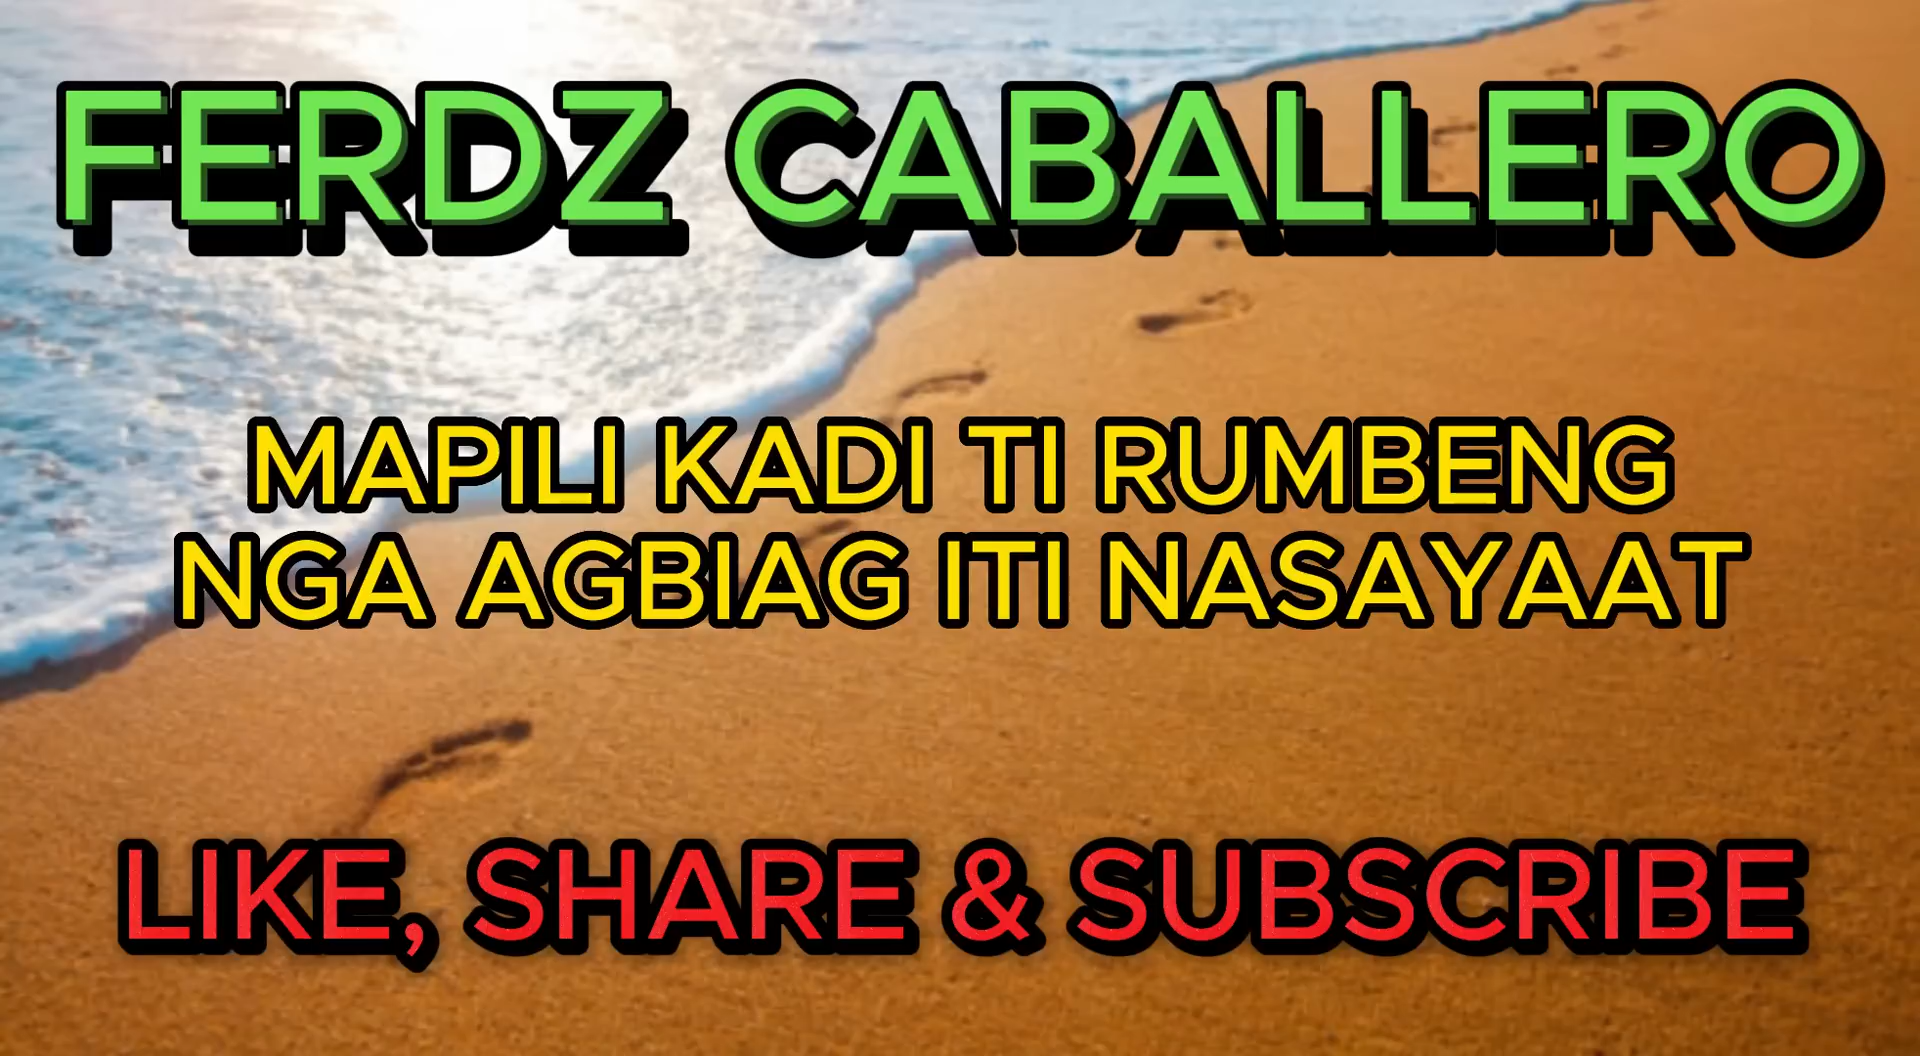 FERDZ CABALLERO
MAPILI KADI TI RUMBENG
NGA AGBIAG ITI NASAYAAT
LIKE, SHARE & SUBSCRIBE